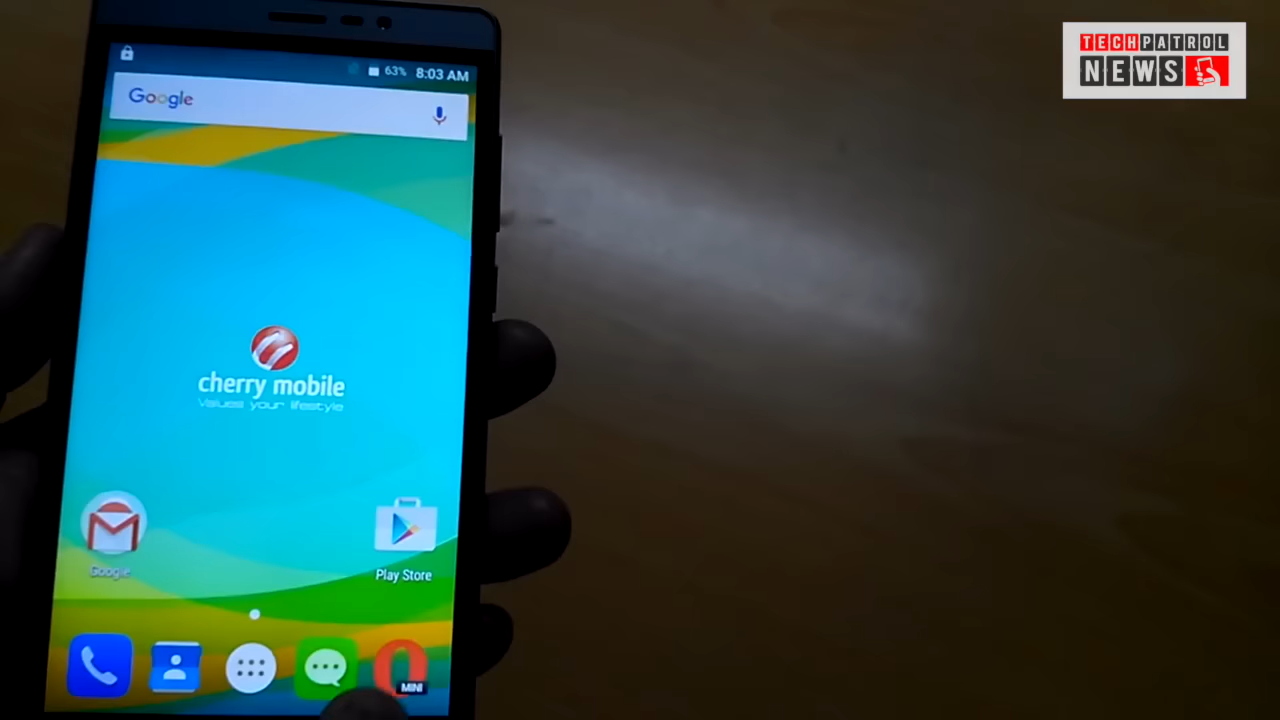 TECHPATROL
NEWS
63% 8:03 AM
Google
cherry mobile
Values your lifestyle
Google
Play Store
MINI